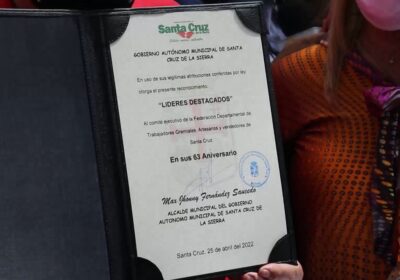 Santa Cruz
GOBIERNO AUTÓNOMO MUNICIPAL DE SANTA
CRUZ DE LA SIERRA
En uso de sus legítimas atribuciones conferidas por ley
otorga el presente reconocimiento:
"LIDERES DESTACADOS"
Al comité ejecutivo de la Federación Departamental de
Trabajadores Gremiales, Artesanos y vendedores de
Santa Cruz
En sus 63 Aniversario
Max Jhonny Fernández Saucedo
ALCALDE MUNICIPAL DEL GOBIERNO
AUTÓNOMO MUNICIPAL DE SANTA CRUZ DE
LA SIERRA
Santa Cruz, 25 de abril del 2022